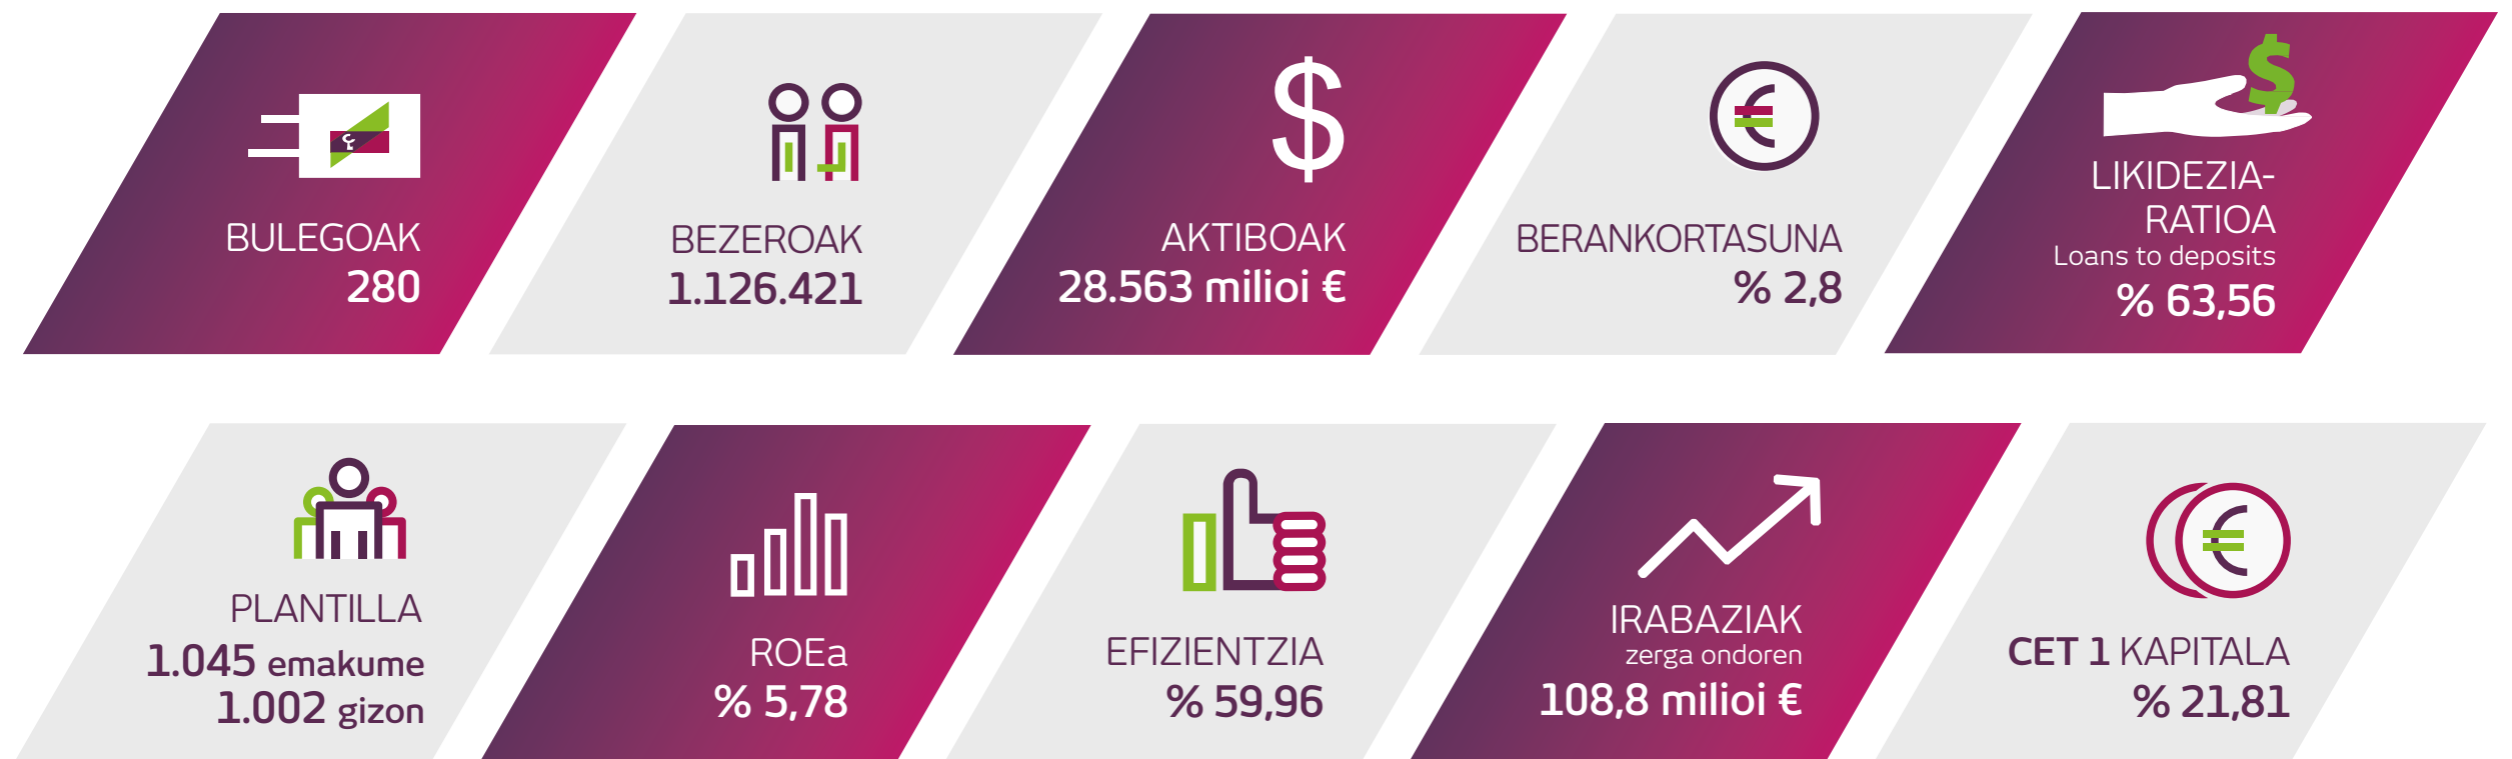 BULEGOAK
280
BEZEROAK
1.126.421
AKTIBOAK
28.563 milioi €
BERANKORTASUNA
% 2,8
LIKIDEZIA-
RATIOA
Loans to deposits
% 63,56
PLANTILLA
1.045 emakume
1.002 gizon
ROEa
% 5,78
EFIZIENTZIA
% 59,96
IRABAZIAK
zerga ondoren
108,8 milioi €
CET 1 KAPITALA
% 21,81